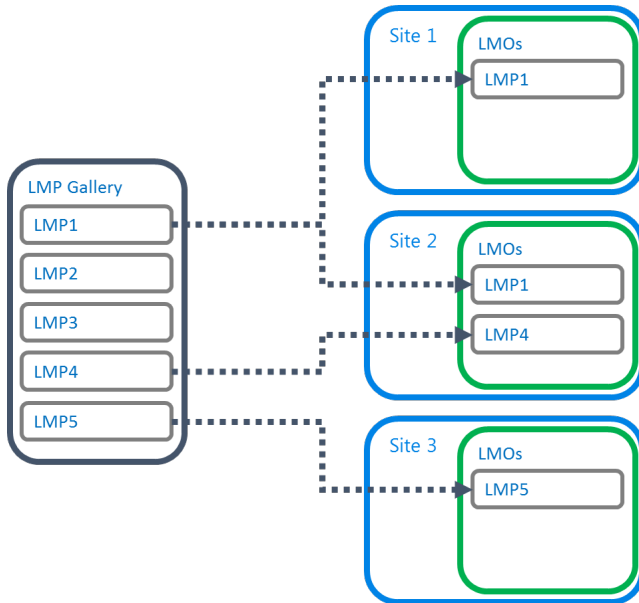 LMP Gallery
LMP1
LMP2
LMP3
LMP4
LMP5
Site 1
LMOs
LMP1
Site 2
LMOs
LMP1
LMP4
Site 3
LMOs
LMP5